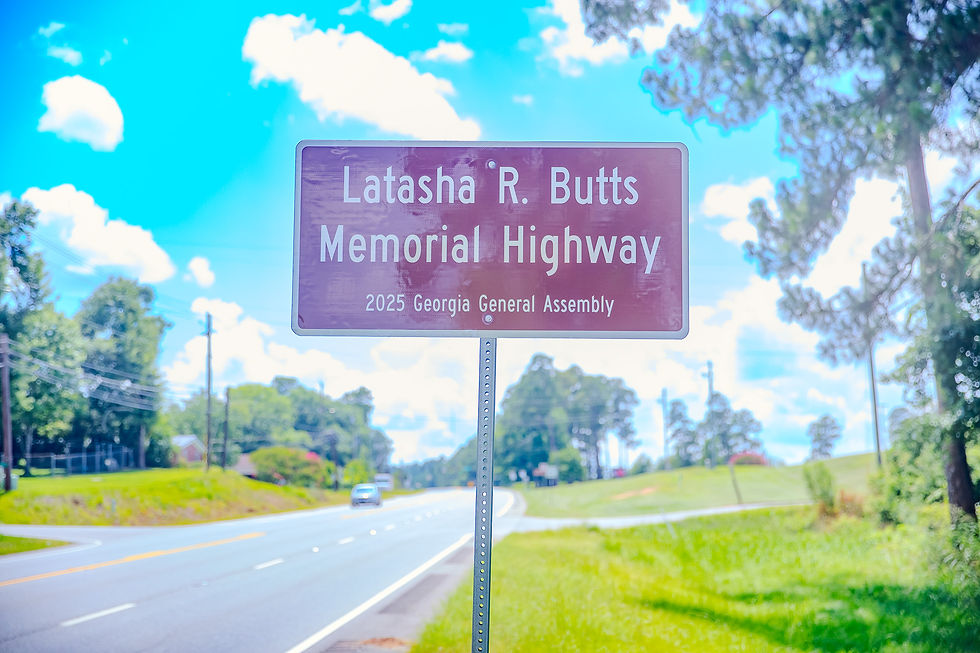 Latasha R. Butts
Memorial Highway
2025 Georgia General Assembly